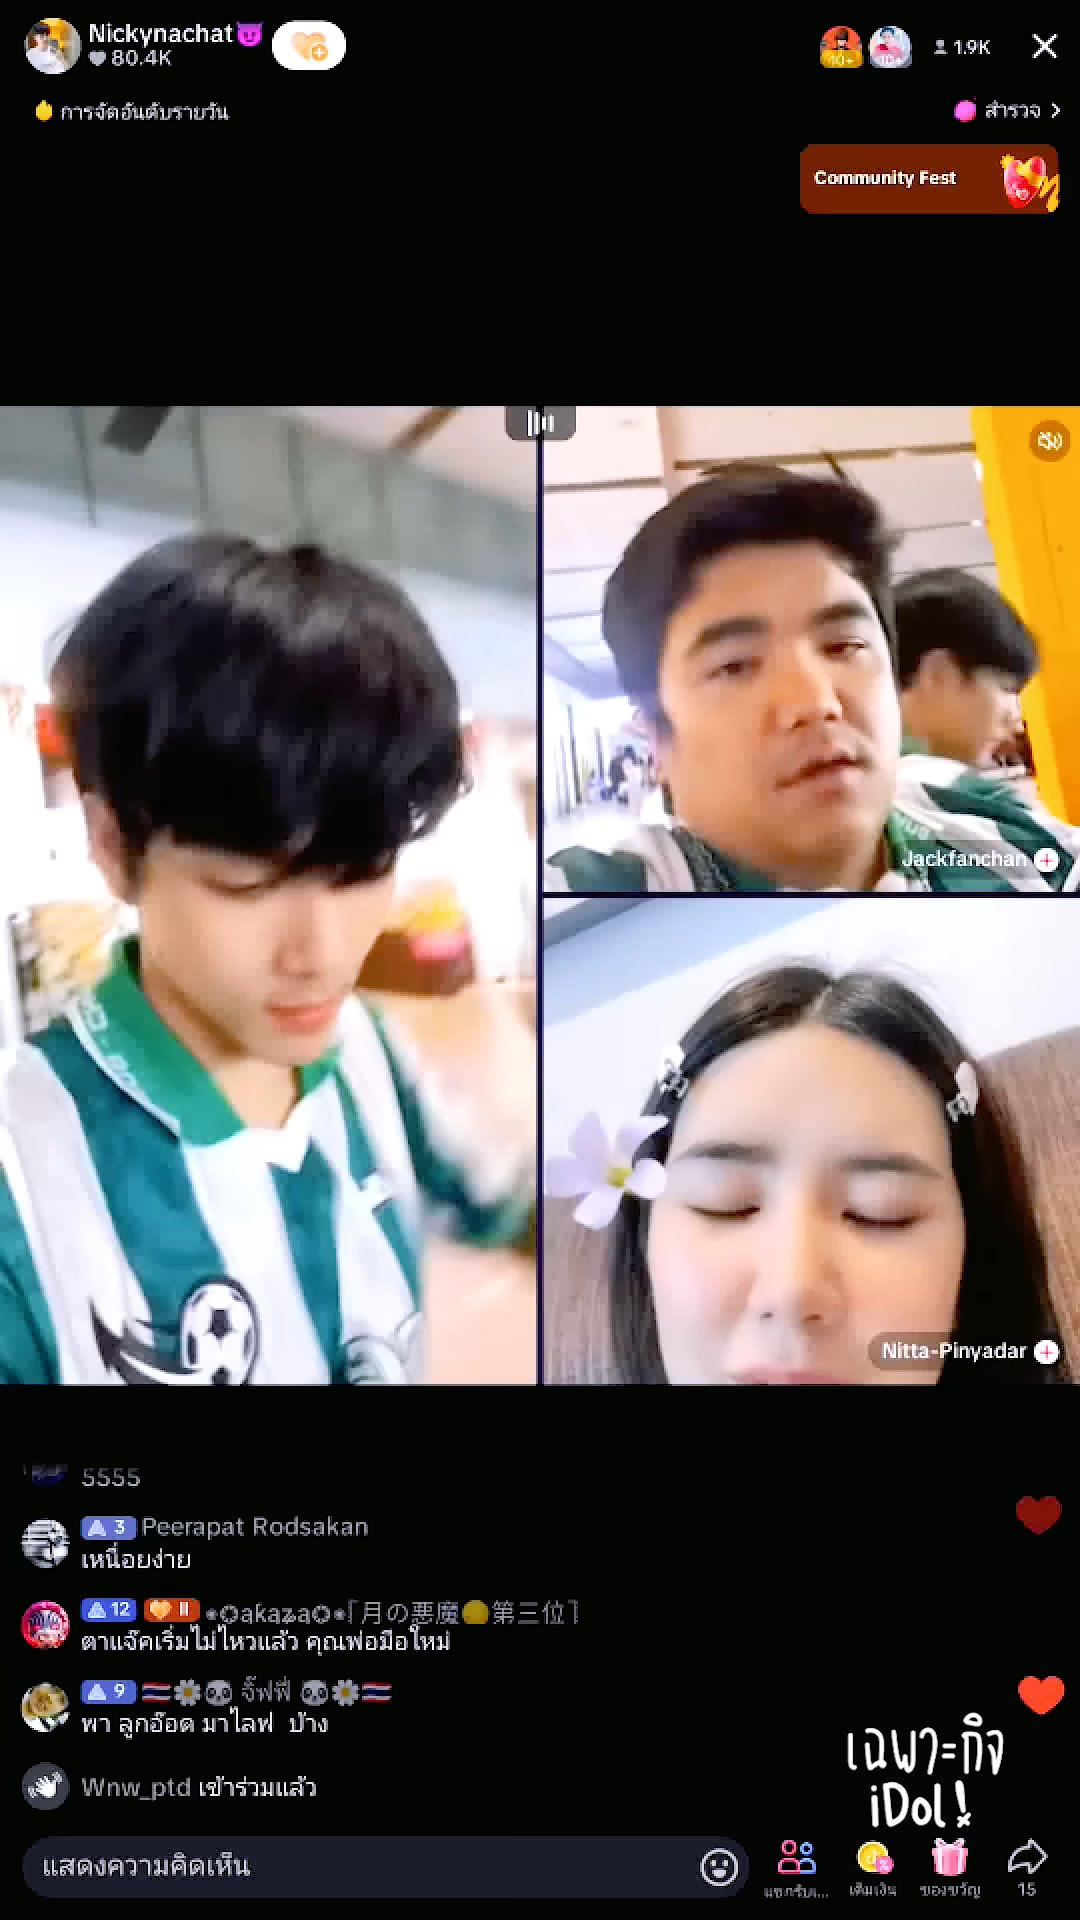 Nickynachat😈
80.4K
10+
10+
1.9K
การจัดอันดับรายวัน
สำรวจ
Community Fest
Jackfanchan
Nitta-Pinyadar
5555
3 Peerapat Rodsakan
เหนื่อยง่าย
12 II ๏✪akaʑa✪๏⎡月の悪魔🟡第三位⎤
ตาแจ๊คเริ่มไม่ไหวแล้ว คุณพ่อมือใหม่
9 🇹🇭🌼🐼 จิ๊ฟฟี่ 🐼🌼🇹🇭
พา ลูกอ๊อด มาไลฟ บ้าง
Wnw_ptd เข้าร่วมแล้ว
เฉพาะกิจ
iDol!
แสดงความคิดเห็น
เติมเงิน
ของขวัญ
15